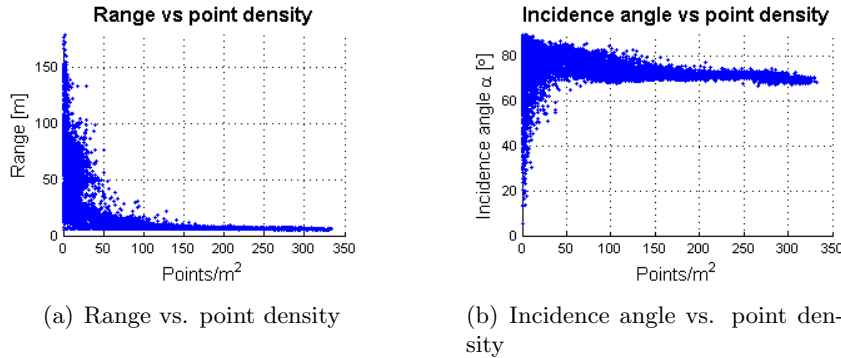 Range vs point density
Range [m]
150
100
50
0
0 50 100 150 200 250 300 350
Points/m²
(a) Range vs. point density
Incidence angle vs point density
Incidence angle α [º]
80
60
40
20
0
0 50 100 150 200 250 300 350
Points/m²
(b) Incidence angle vs. point den-
sity